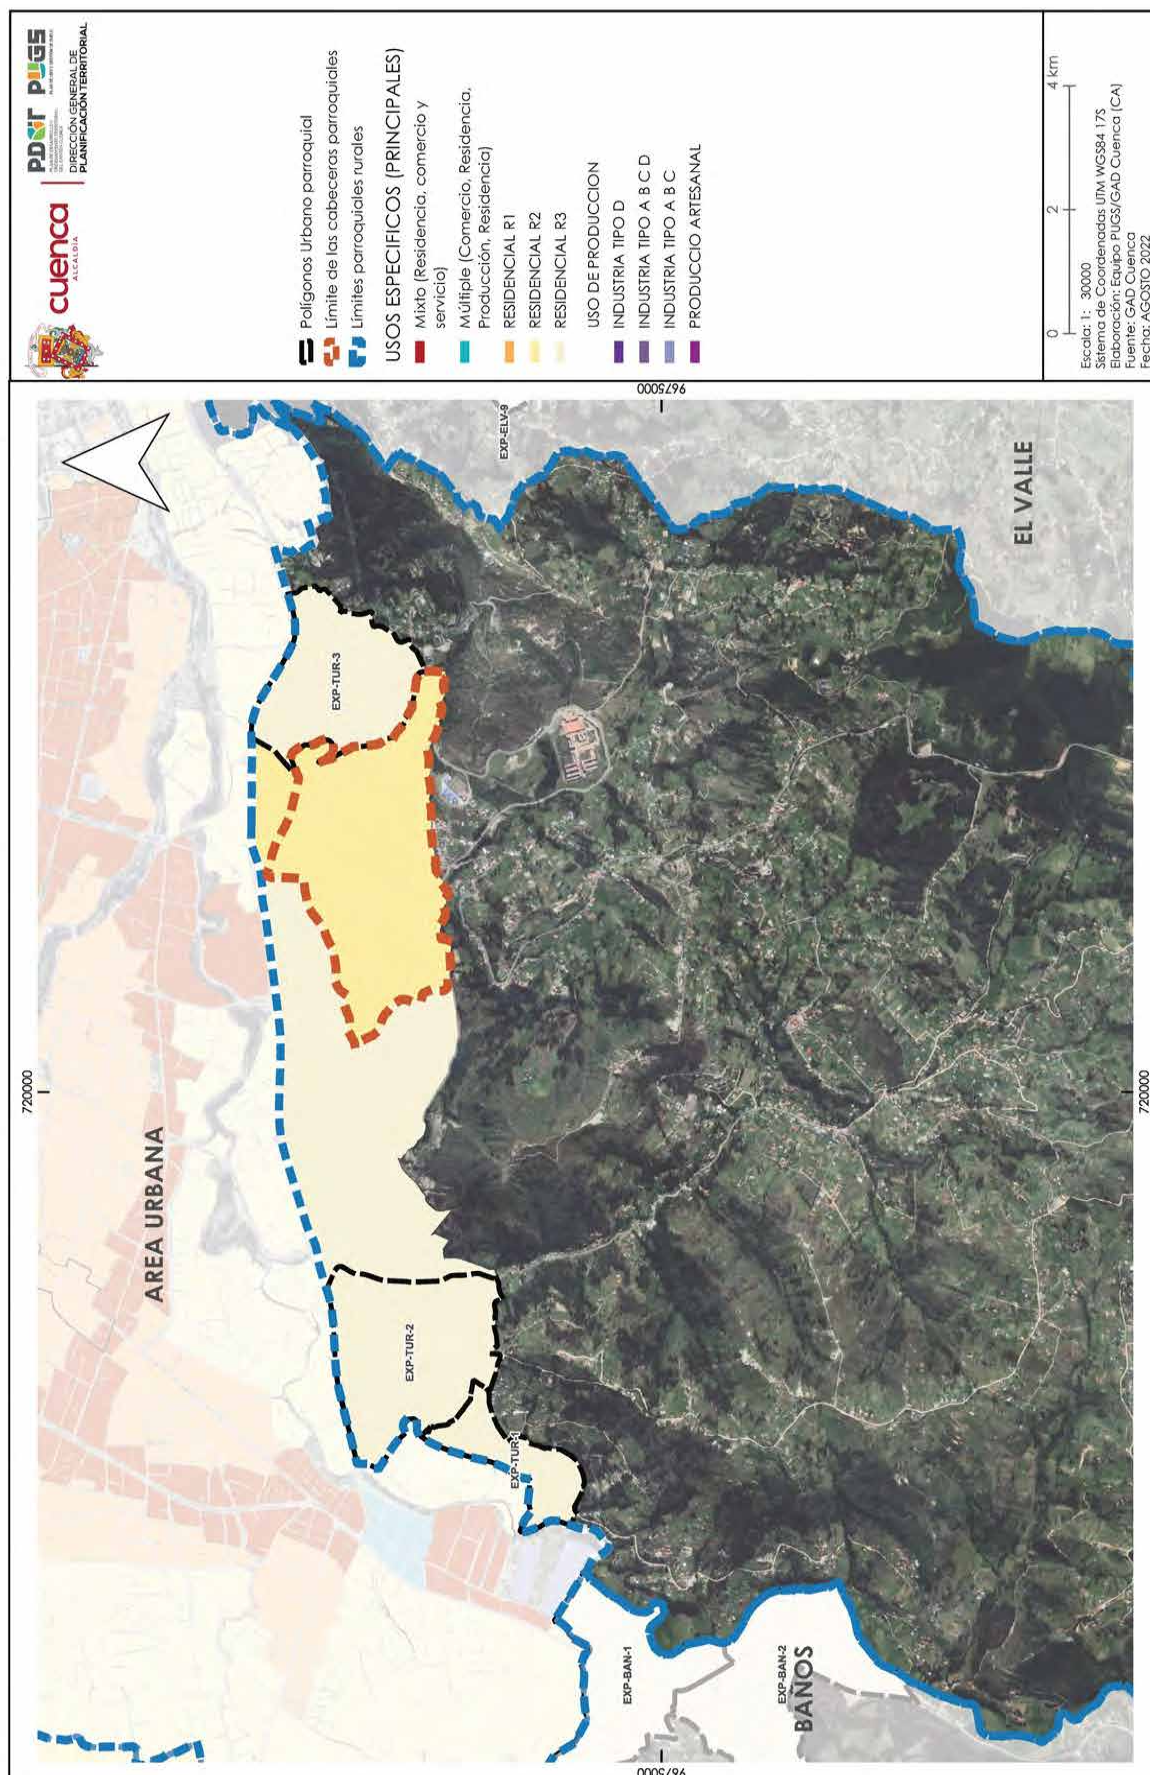 cuenca
ALCALDÍA
PDOT PUGS
DIRECCIÓN GENERAL DE
PLANIFICACIÓN TERRITORIAL
Polígonos Urbano parroquial
Límite de las cabeceras parroquiales
Límites parroquiales rurales
USOS ESPECIFICOS (PRINCIPALES)
Mixto (Residencia, comercio y
servicio)
Múltiple (Comercio, Residencia,
Producción, Residencia)
RESIDENCIAL R1
RESIDENCIAL R2
RESIDENCIAL R3
USO DE PRODUCCION
INDUSTRIA TIPO D
INDUSTRIA TIPO A B C D
INDUSTRIA TIPO A B C
PRODUCCIO ARTESANAL
0 2 4 km
Escala: 1: 30000
Sistema de Coordenadas UTM WGS84 17S
Elaboración: Equipo PUGS/GAD Cuenca (CA)
Fuente: GAD Cuenca
Fecha: AGOSTO 2022
720000
AREA URBANA
9675000
EXP-ELV-9
EXP-TUR-3
EXP-TUR-2
EXP-TUR-1
EL VALLE
EXP-BAN-1
EXP-BAN-2
BAÑOS
9675000
720000